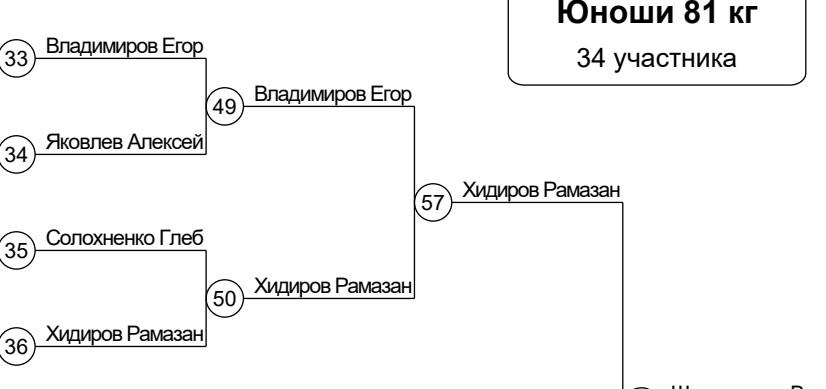 Юноши 81 кг
34 участника
33 Владимиров Егор
49 Владимиров Егор
34 Яковлев Алексей
57 Хидиров Рамазан
35 Солохненко Глеб
50 Хидиров Рамазан
36 Хидиров Рамазан